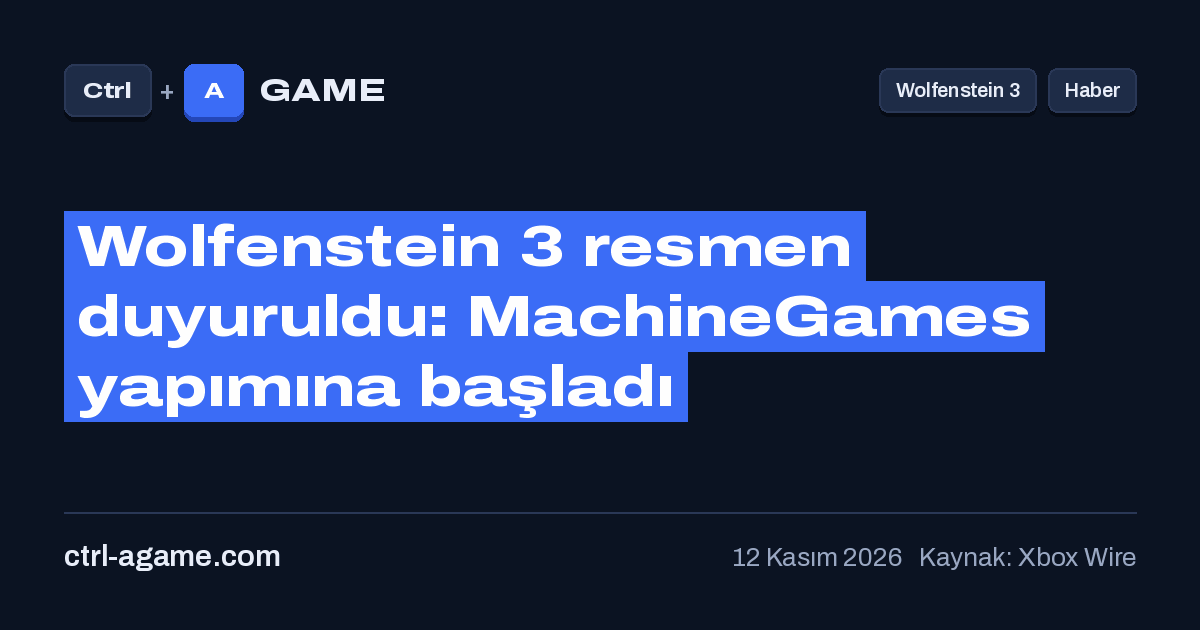 Ctrl + A GAME
Wolfenstein 3 Haber
Wolfenstein 3 resmen
duyuruldu: MachineGames
yapımına başladı
ctrl-agame.com
12 Kasım 2026 Kaynak: Xbox Wire